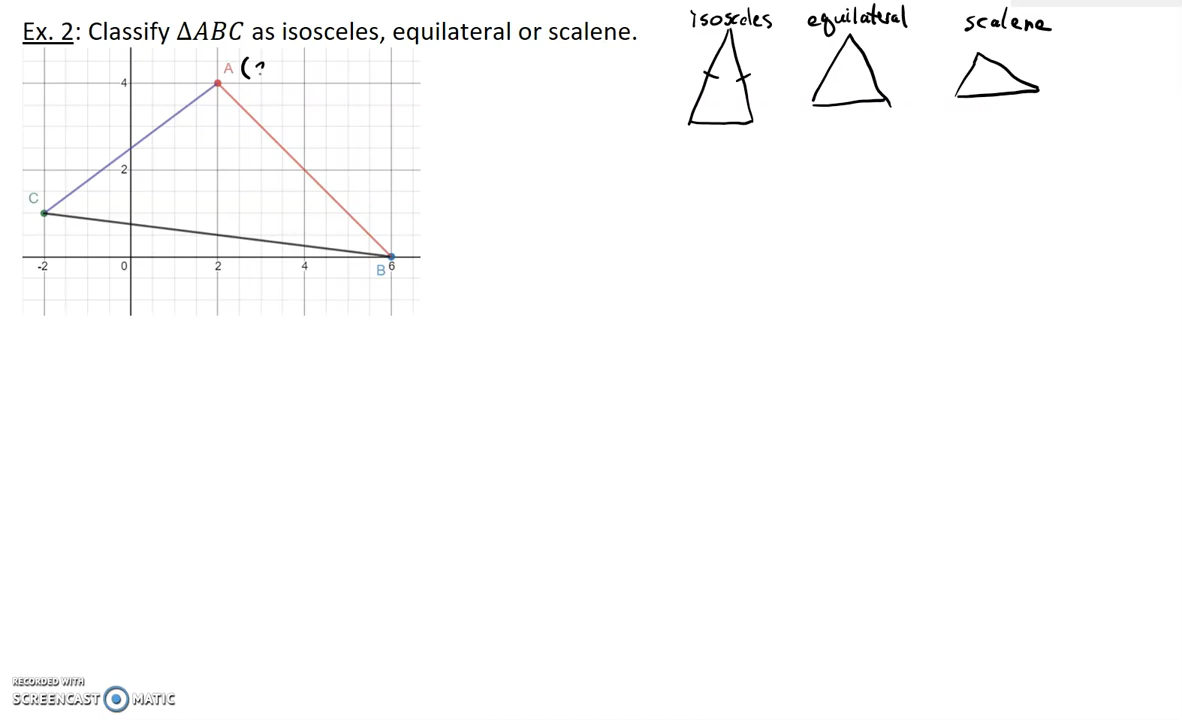 Ex. 2: Classify ΔABC as isosceles, equilateral or scalene.
isosceles equilateral scalene
A (
4
2
C
-2 0 2 4 6
B
RECORDED WITH
SCREENCAST MATIC